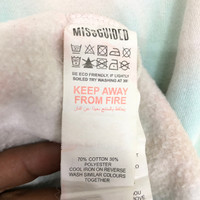 MISSGUIDED
BE ECO FRIENDLY, IF LIGHTLY
SOILED TRY WASHING AT 30
KEEP AWAY
FROM FIRE
70% COTTON 30%
POLYESTER
COOL IRON ON REVERSE
WASH SIMILAR COLOURS
TOGETHER